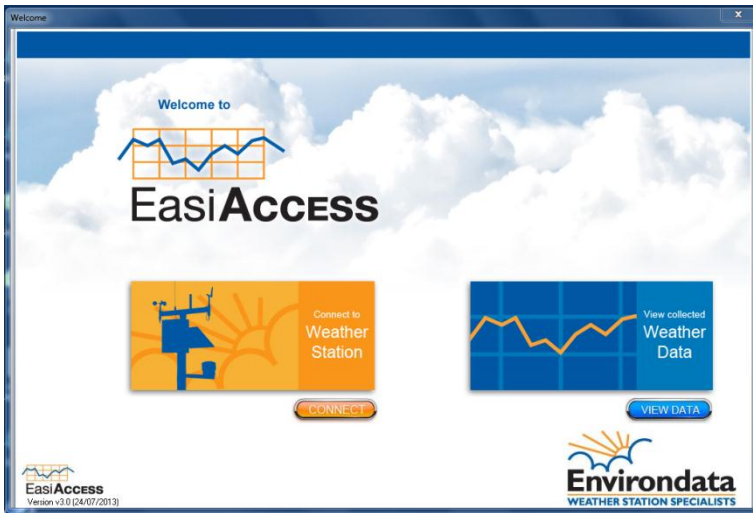 Welcome
x
Welcome to
EasiAccess
Connect to
Weather
Station
View collected
Weather
Data
CONNECT
VIEW DATA
EasiAccess
Version v3.0 (24/07/2013)
Environdata
WEATHER STATION SPECIALISTS